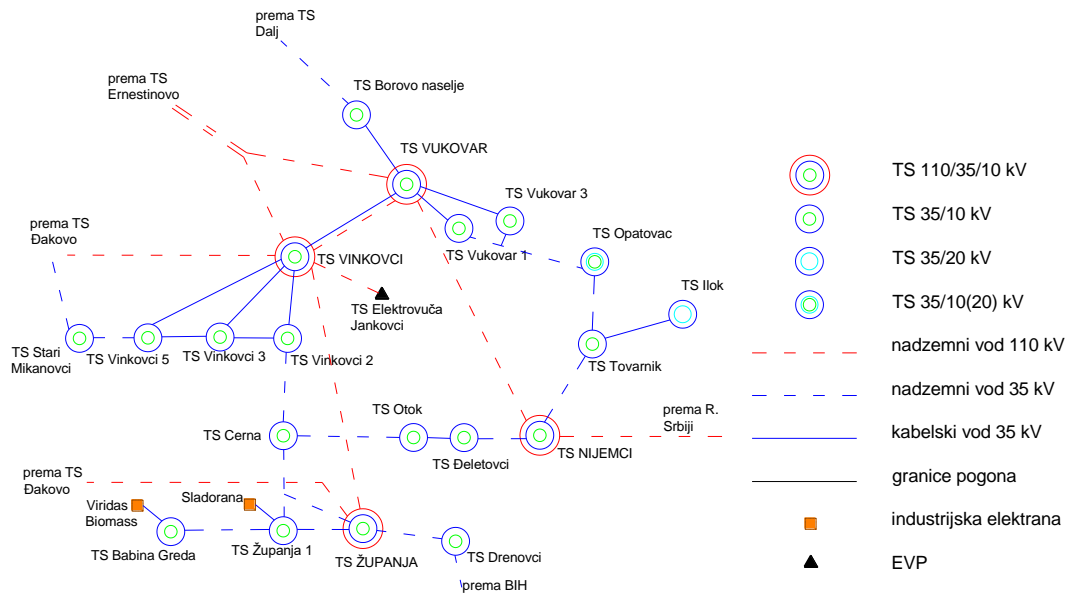 prema TS
Dalj
prema TS
Ernestinovo
TS Borovo naselje
TS VUKOVAR
TS Vukovar 3
TS Vukovar 1
TS Opatovac
TS Ilok
prema TS
Đakovo
TS VINKOVCI
TS Elektrovuča
Jankovci
TS Stari
Mikanovci
TS Vinkovci 5
TS Vinkovci 3
TS Vinkovci 2
TS Tovarnik
TS Otok
TS Cerna
TS Đeletovci
TS NIJEMCI
prema R.
Srbiji
prema TS
Đakovo
Viridas
Biomass
Sladorana
TS Babina Greda
TS Županja 1
TS ŽUPANJA
TS Drenovci
prema BIH
TS 110/35/10 kV
TS 35/10 kV
TS 35/20 kV
TS 35/10(20) kV
nadzemni vod 110 kV
nadzemni vod 35 kV
kabelski vod 35 kV
granice pogona
industrijska elektrana
EVP